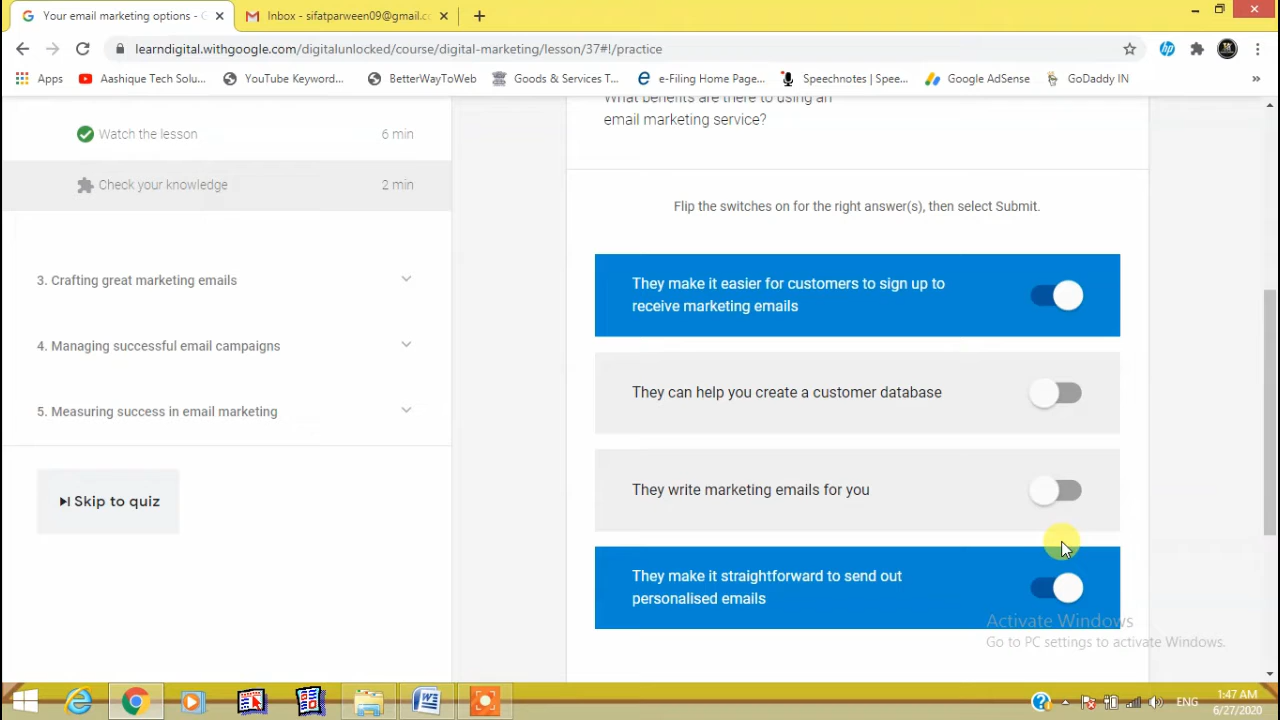 Your email marketing options - G
Inbox - sifatparween09@gmail.co
learndigital.withgoogle.com/digitalunlocked/course/digital-marketing/lesson/37#!/practice
Apps
Aashique Tech Solu...
YouTube Keyword...
BetterWayToWeb
Goods & Services T...
e-Filing Home Page...
Speechnotes | Spee...
Google AdSense
GoDaddy IN
»
Watch the lesson 6 min
Check your knowledge 2 min
3. Crafting great marketing emails
4. Managing successful email campaigns
5. Measuring success in email marketing
Skip to quiz
What benefits are there to using an
email marketing service?
Flip the switches on for the right answer(s), then select Submit.
They make it easier for customers to sign up to
receive marketing emails
They can help you create a customer database
They write marketing emails for you
They make it straightforward to send out
personalised emails
Activate Windows
Go to PC settings to activate Windows.
ENG
1:47 AM
6/27/2020